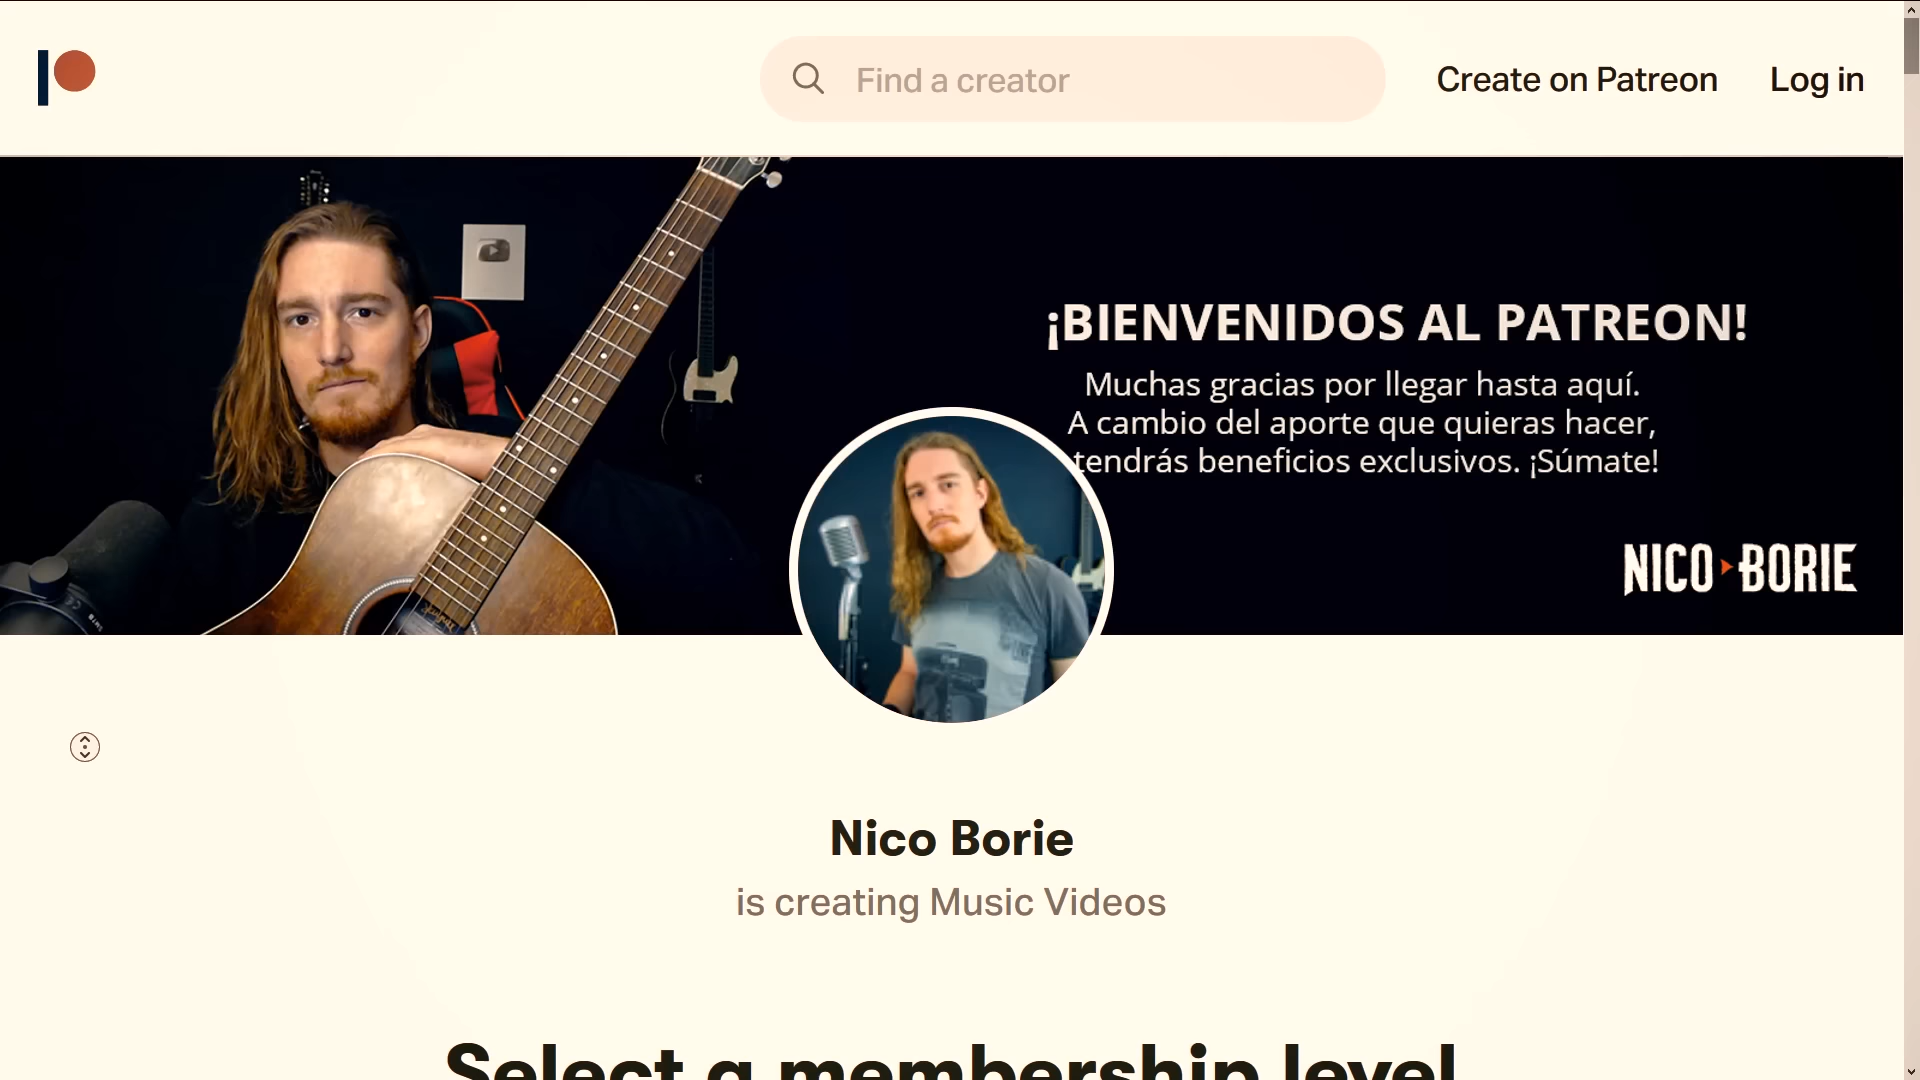 Find a creator
Create on Patreon
Log in
¡BIENVENIDOS AL PATREON!
Muchas gracias por llegar hasta aquí.
A cambio del aporte que quieras hacer,
tendrás beneficios exclusivos. ¡Súmate!
NICO BORIE
Nico Borie
is creating Music Videos
Select a membership level